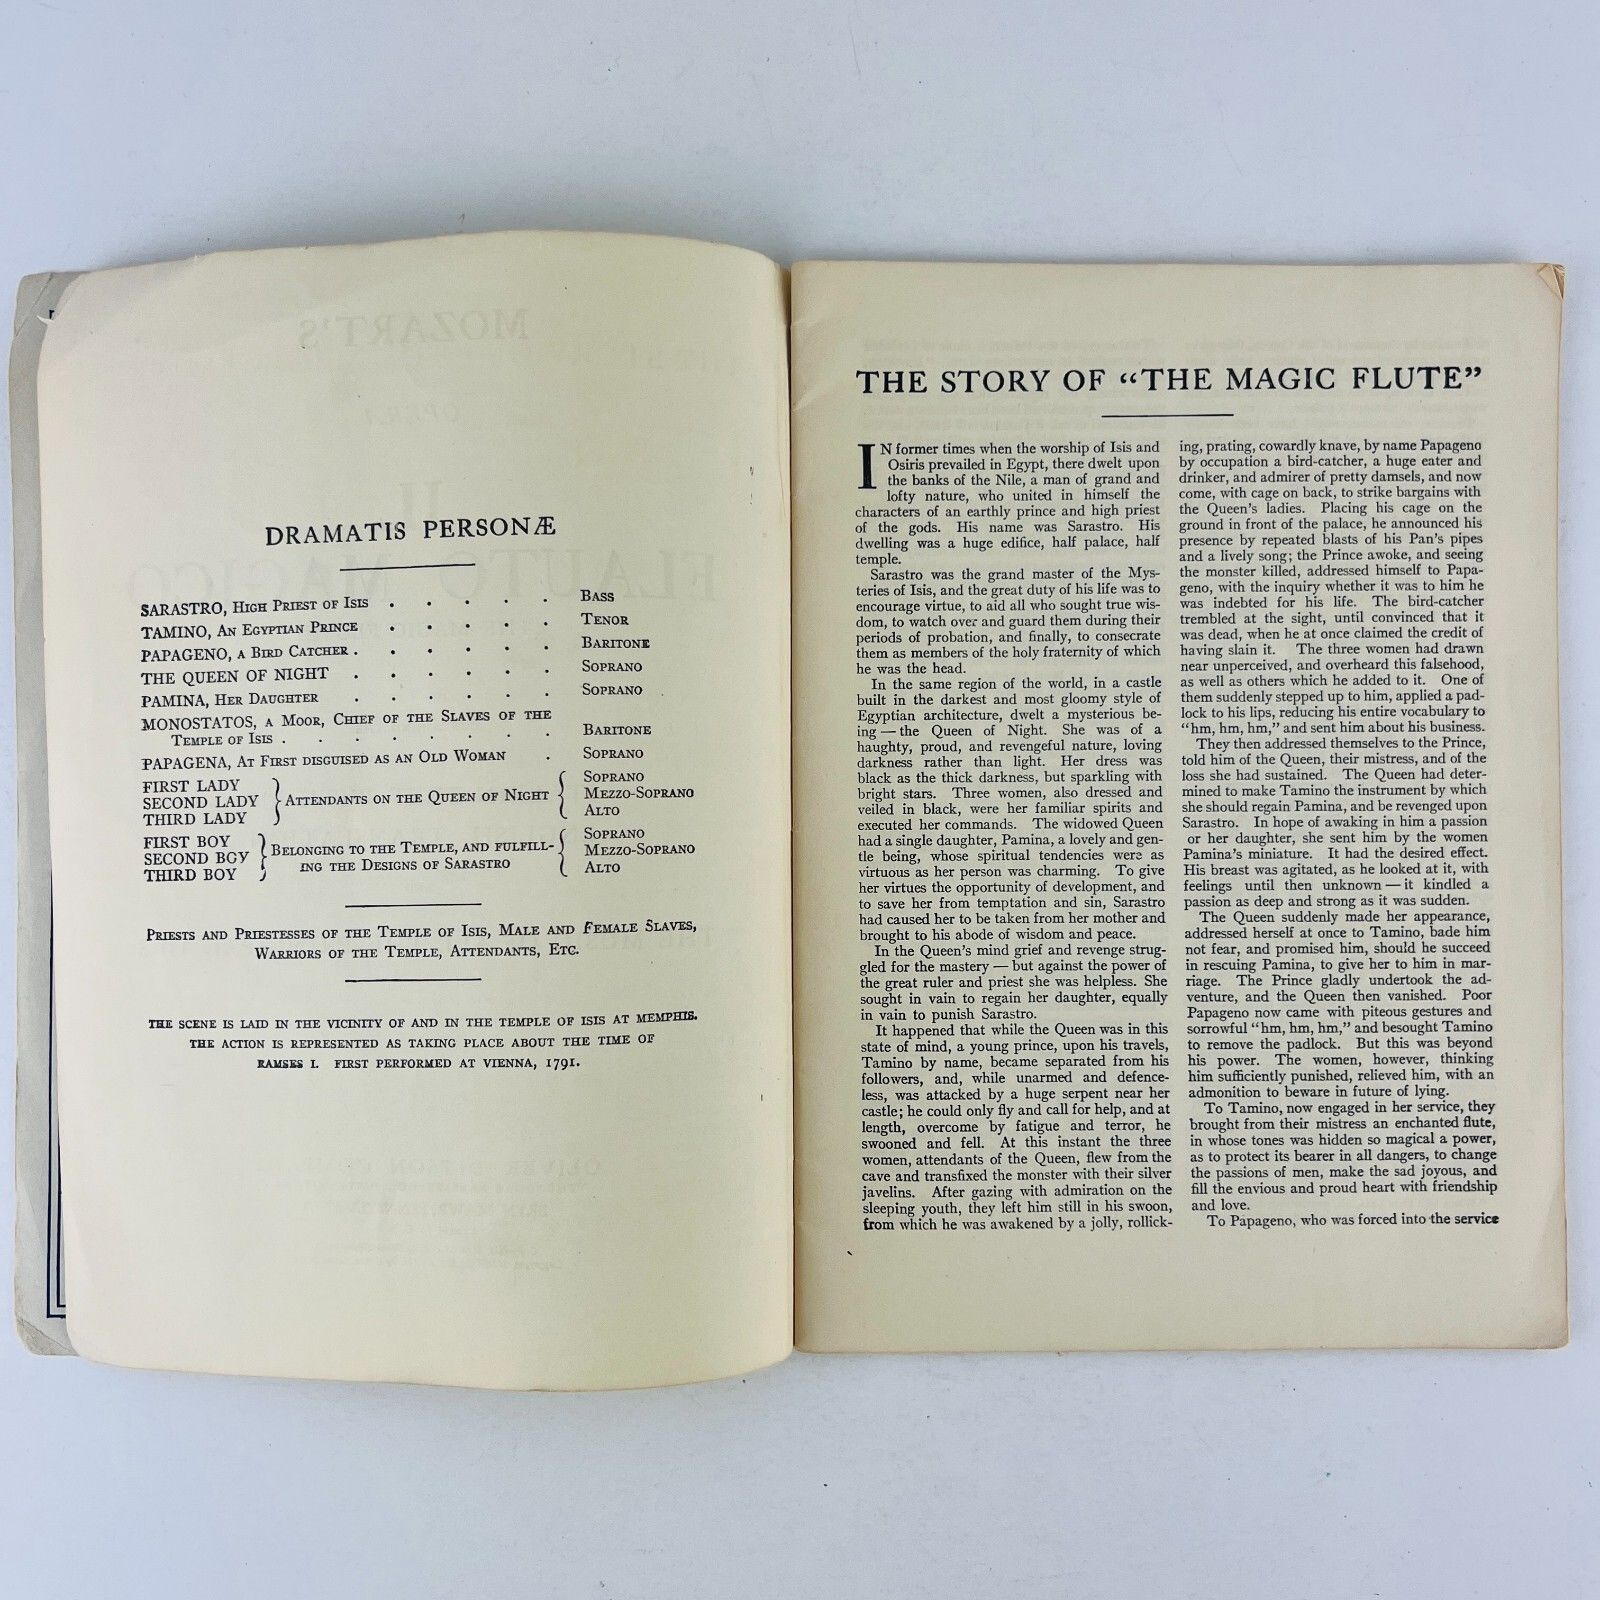 DRAMATIS PERSONÆ
SARASTRO, High Priest of Isis . . . . . Bass
TAMINO, An Egyptian Prince . . . . . Tenor
PAPAGENO, a Bird Catcher . . . . . . Baritone
THE QUEEN OF NIGHT . . . . . Soprano
PAMINA, Her Daughter . . . . . . Soprano
MONOSTATOS, a Moor, Chief of the Slaves of the
Temple of Isis . . . . . . . . Baritone
PAPAGENA, At First disguised as an Old Woman . Soprano
FIRST LADY Soprano
SECOND LADY } Attendants on the Queen of Night { Mezzo-Soprano
THIRD LADY Alto
FIRST BOY Soprano
SECOND BOY } Belonging to the Temple, and fulfill- { Mezzo-Soprano
THIRD BOY ing the Designs of Sarastro Alto
Priests and Priestesses of the Temple of Isis, Male and Female Slaves,
Warriors of the Temple, Attendants, Etc.
THE SCENE IS LAID IN THE VICINITY OF AND IN THE TEMPLE OF ISIS AT MEMPHIS.
THE ACTION IS REPRESENTED AS TAKING PLACE ABOUT THE TIME OF
RAMSES I. FIRST PERFORMED AT VIENNA, 1791.
THE STORY OF “THE MAGIC FLUTE”
IN former times when the worship of Isis and
Osiris prevailed in Egypt, there dwelt upon
the banks of the Nile, a man of grand and
lofty nature, who united in himself the
characters of an earthly prince and high priest
of the gods. His name was Sarastro. His
dwelling was a huge edifice, half palace, half
temple.
Sarastro was the grand master of the Mys-
teries of Isis, and the great duty of his life was to
encourage virtue, to aid all who sought true wis-
dom, to watch over and guard them during their
periods of probation, and finally, to consecrate
them as members of the holy fraternity of which
he was the head.
In the same region of the world, in a castle
built in the darkest and most gloomy style of
Egyptian architecture, dwelt a mysterious be-
ing — the Queen of Night. She was of a
haughty, proud, and revengeful nature, loving
darkness rather than light. Her dress was
black as the thick darkness, but sparkling with
bright stars. Three women, also dressed and
veiled in black, were her familiar spirits and
executed her commands. The widowed Queen
had a single daughter, Pamina, a lovely and gen-
tle being, whose spiritual tendencies were as
virtuous as her person was charming. To give
her virtues the opportunity of development, and
to save her from temptation and sin, Sarastro
had caused her to be taken from her mother and
brought to his abode of wisdom and peace.
In the Queen’s mind grief and revenge strug-
gled for the mastery — but against the power of
the great ruler and priest she was helpless. She
sought in vain to regain her daughter, equally
in vain to punish Sarastro.
It happened that while the Queen was in this
state of mind, a young prince, upon his travels,
Tamino by name, became separated from his
followers, and, while unarmed and defence-
less, was attacked by a huge serpent near her
castle; he could only fly and call for help, and at
length, overcome by fatigue and terror, he
swooned and fell. At this instant the three
women, attendants of the Queen, flew from the
cave and transfixed the monster with their silver
javelins. After gazing with admiration on the
sleeping youth, they left him still in his swoon,
from which he was awakened by a jolly, rollick-
ing, prating, cowardly knave, by name Papageno
by occupation a bird-catcher, a huge eater and
drinker, and admirer of pretty damsels, and now
come, with cage on back, to strike bargains with
the Queen’s ladies. Placing his cage on the
ground in front of the palace, he announced his
presence by repeated blasts of his Pan’s pipes
and a lively song; the Prince awoke, and seeing
the monster killed, addressed himself to Papa-
geno, with the inquiry whether it was to him he
was indebted for his life. The bird-catcher
trembled at the sight, until convinced that it
was dead, when he at once claimed the credit of
having slain it. The three women had drawn
near unperceived, and overheard this falsehood,
as well as others which he added to it. One of
them suddenly stepped up to him, applied a pad-
lock to his lips, reducing his entire vocabulary to
“hm, hm, hm,” and sent him about his business.
They then addressed themselves to the Prince,
told him of the Queen, their mistress, and of the
loss she had sustained. The Queen had deter-
mined to make Tamino the instrument by which
she should regain Pamina, and be revenged upon
Sarastro. In hope of awaking in him a passion
or her daughter, she sent him by the women
Pamina’s miniature. It had the desired effect.
His breast was agitated, as he looked at it, with
feelings until then unknown — it kindled a
passion as deep and strong as it was sudden.
The Queen suddenly made her appearance,
addressed herself at once to Tamino, bade him
not fear, and promised him, should he succeed
in rescuing Pamina, to give her to him in mar-
riage. The Prince gladly undertook the ad-
venture, and the Queen then vanished. Poor
Papageno now came with piteous gestures and
sorrowful “hm, hm, hm,” and besought Tamino
to remove the padlock. But this was beyond
his power. The women, however, thinking
him sufficiently punished, relieved him, with an
admonition to beware in future of lying.
To Tamino, now engaged in her service, they
brought from their mistress an enchanted flute,
in whose tones was hidden so magical a power,
as to protect its bearer in all dangers, to change
the passions of men, make the sad joyous, and
fill the envious and proud heart with friendship
and love.
To Papageno, who was forced into the service